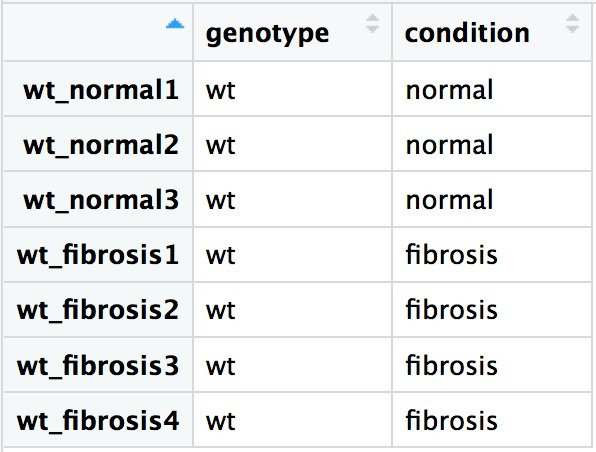 genotype condition
wt_normal1 wt normal
wt_normal2 wt normal
wt_normal3 wt normal
wt_fibrosis1 wt fibrosis
wt_fibrosis2 wt fibrosis
wt_fibrosis3 wt fibrosis
wt_fibrosis4 wt fibrosis